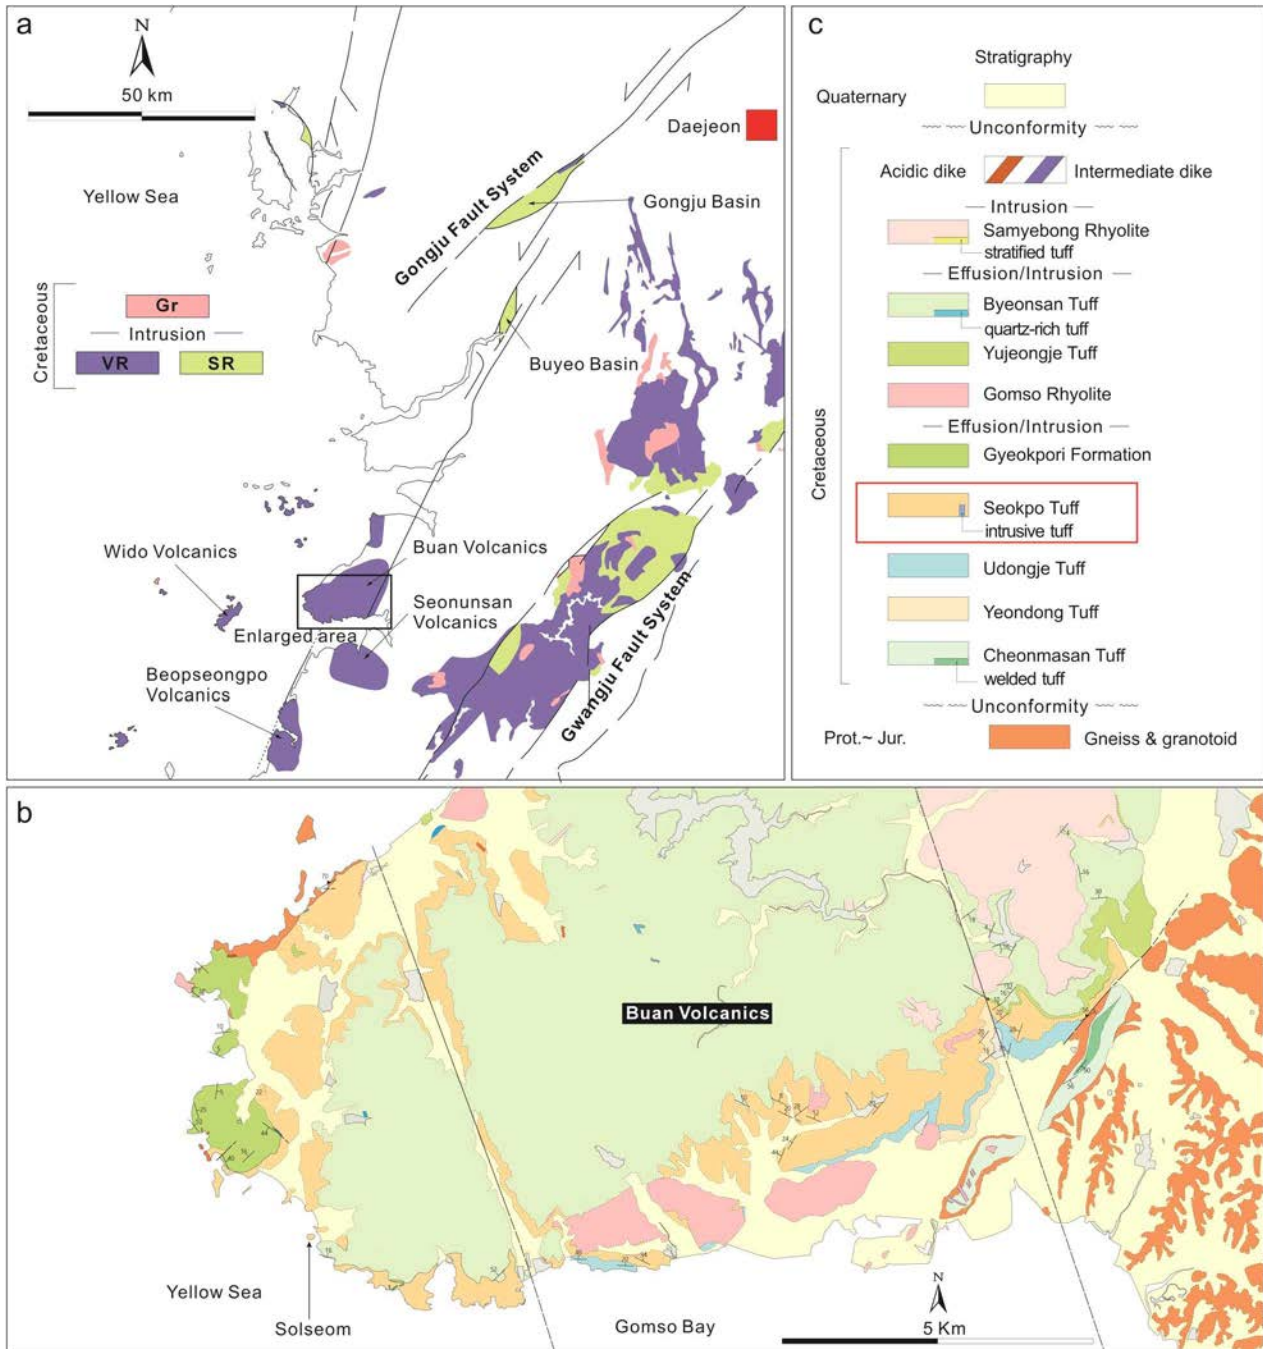 a
N
50 km
Yellow Sea
Daejeon
Gongju Fault System
Gongju Basin
Cretaceous
Gr
Intrusion
VR
SR
Buyeo Basin
Wido Volcanics
Buan Volcanics
Enlarged area
Seonunsan
Volcanics
Beopseongpo
Volcanics
Gwangju Fault System
c
Stratigraphy
Quaternary
Unconformity
Cretaceous
Acidic dike
Intermediate dike
Intrusion
Samyebong Rhyolite
stratified tuff
Effusion/Intrusion
Byeonsan Tuff
quartz-rich tuff
Yujeongje Tuff
Gomso Rhyolite
Effusion/Intrusion
Gyeokpori Formation
Seokpo Tuff
intrusive tuff
Udongje Tuff
Yeondong Tuff
Cheonmasan Tuff
welded tuff
Unconformity
Prot.~ Jur.
Gneiss & granotoid
b
Buan Volcanics
Yellow Sea
Solseom
Gomso Bay
N
5 Km